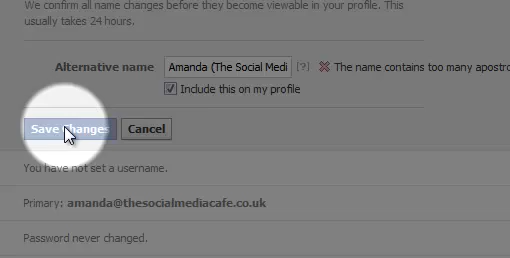 We confirm all name changes before they become viewable in your profile. This
usually takes 24 hours.
Alternative name Amanda (The Social Medi [?] The name contains too many apostro
Include this on my profile
Save Changes Cancel
You have not set a username.
Primary: amanda@thesocialmediacafe.co.uk
Password never changed.